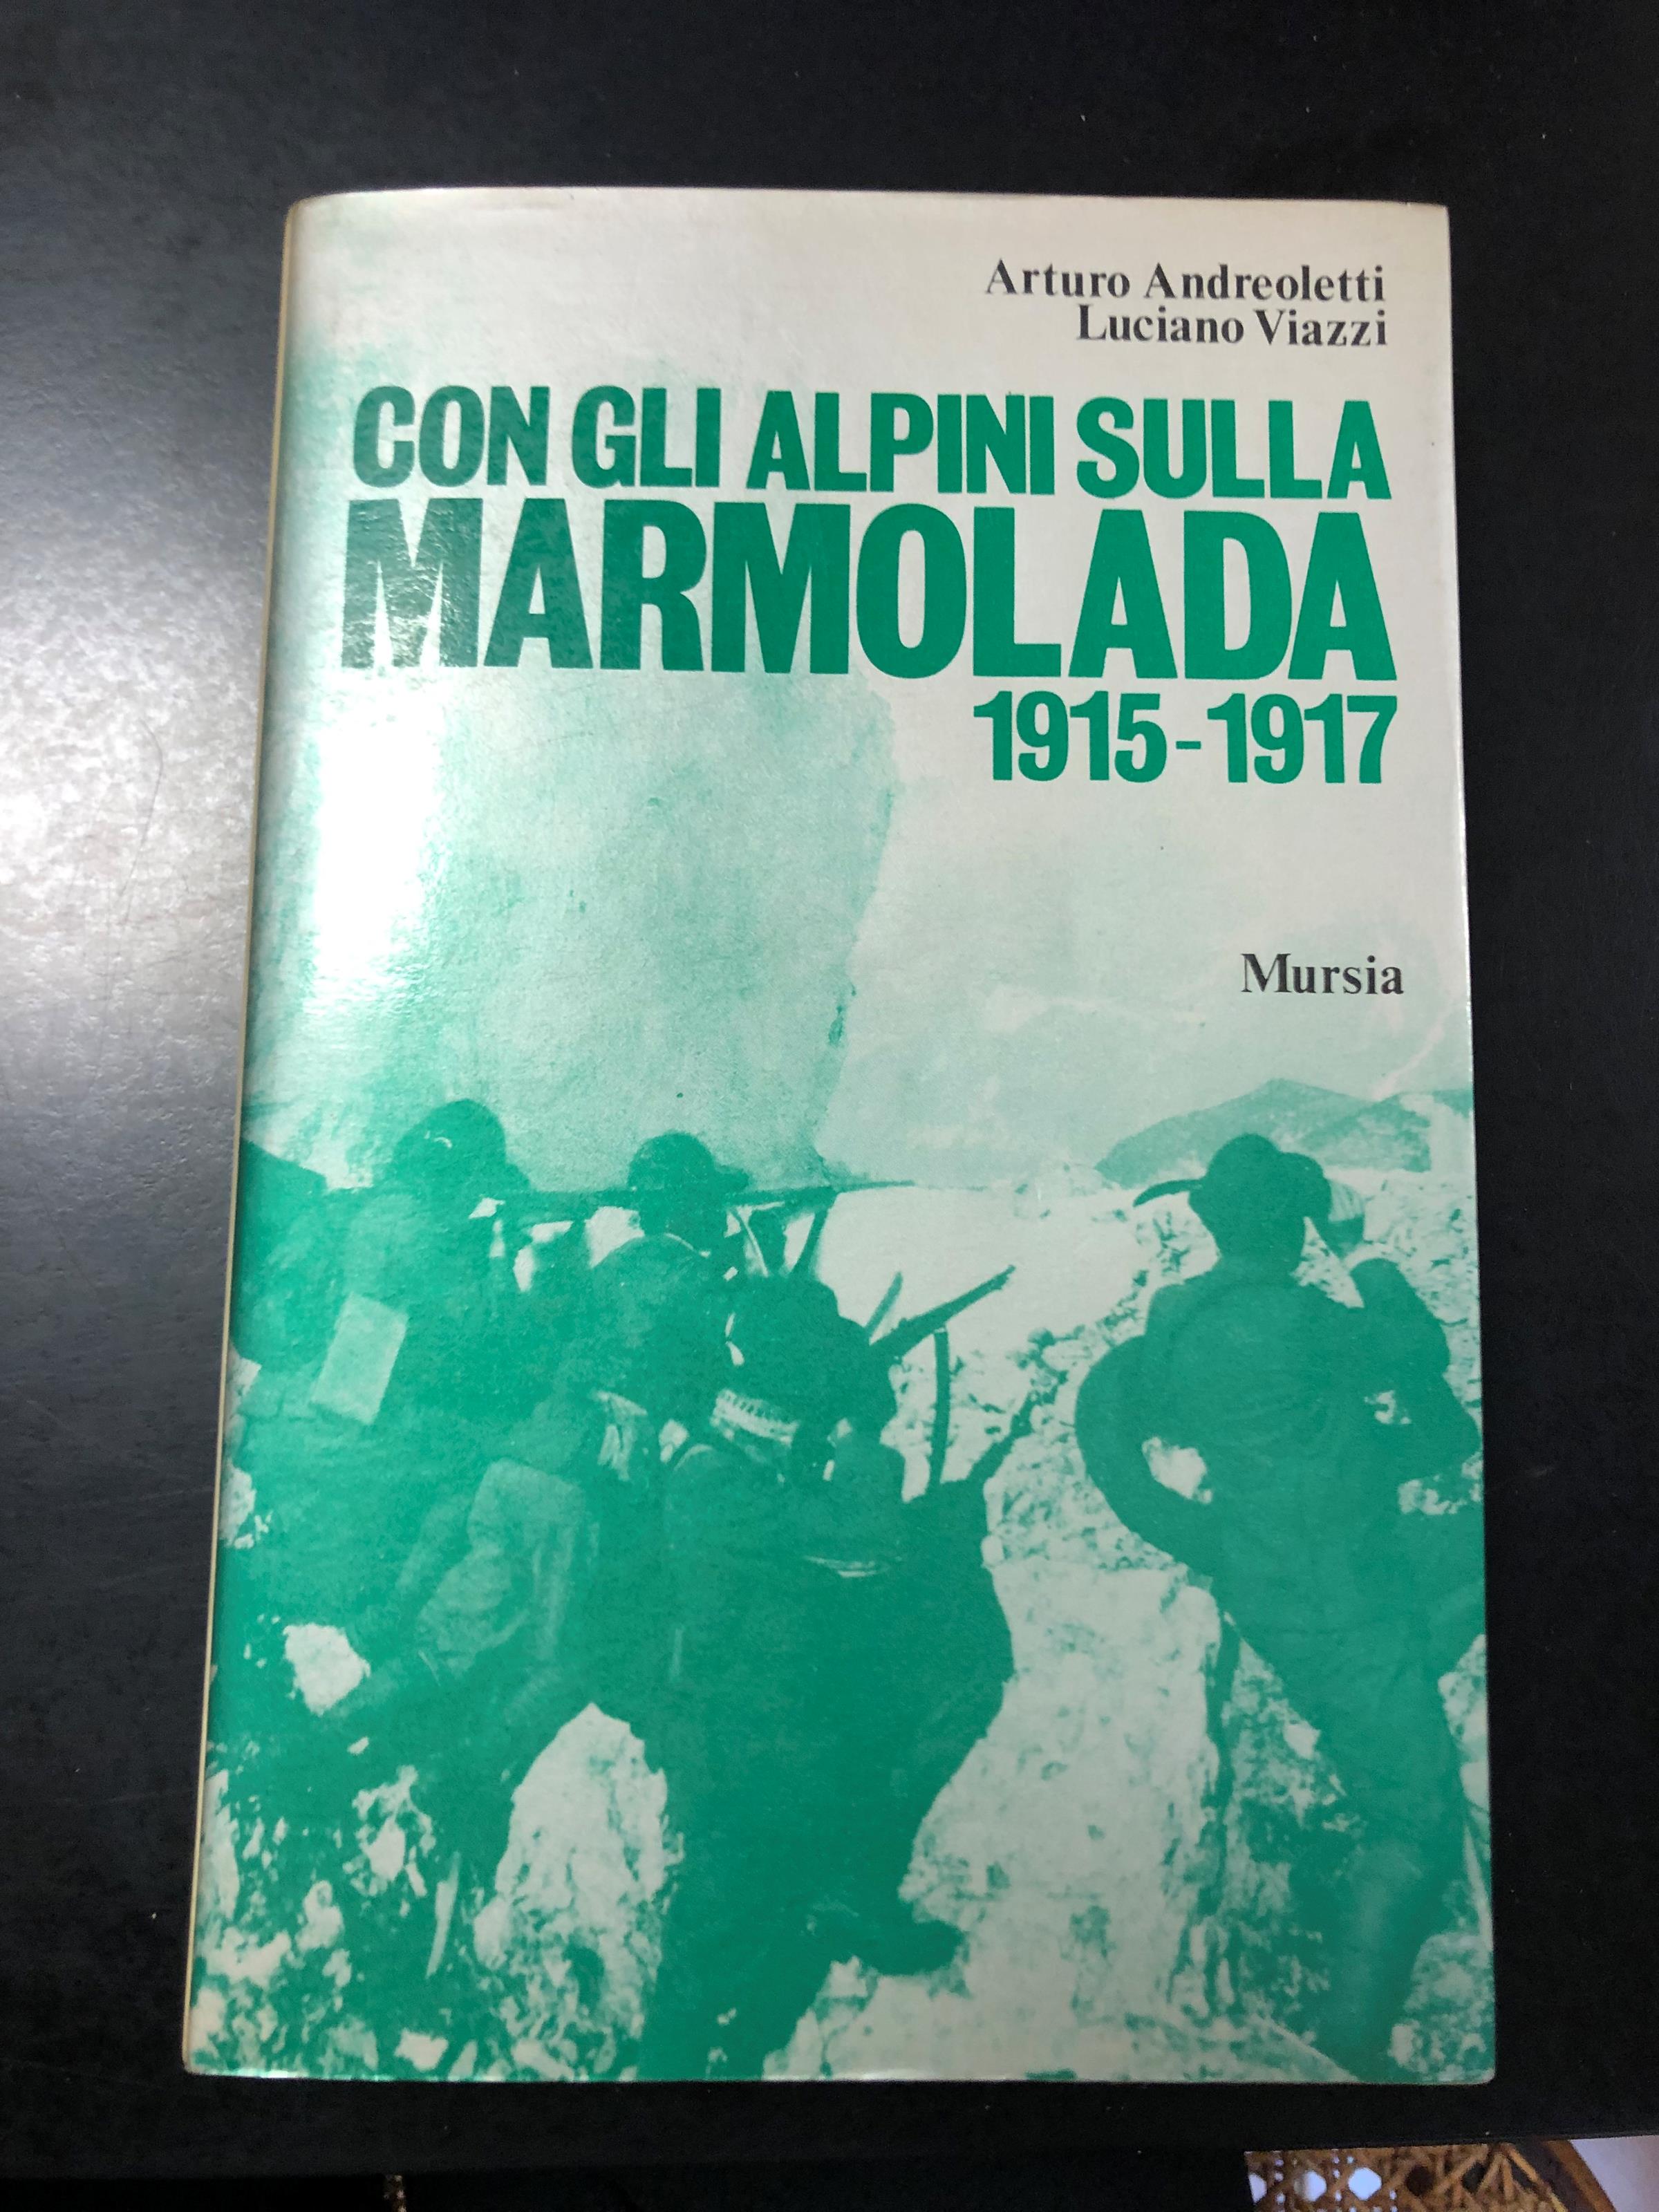 Arturo Andreoletti
Luciano Viazzi
CON GLI ALPINI SULLA
MARMOLADA
1915-1917
Mursia